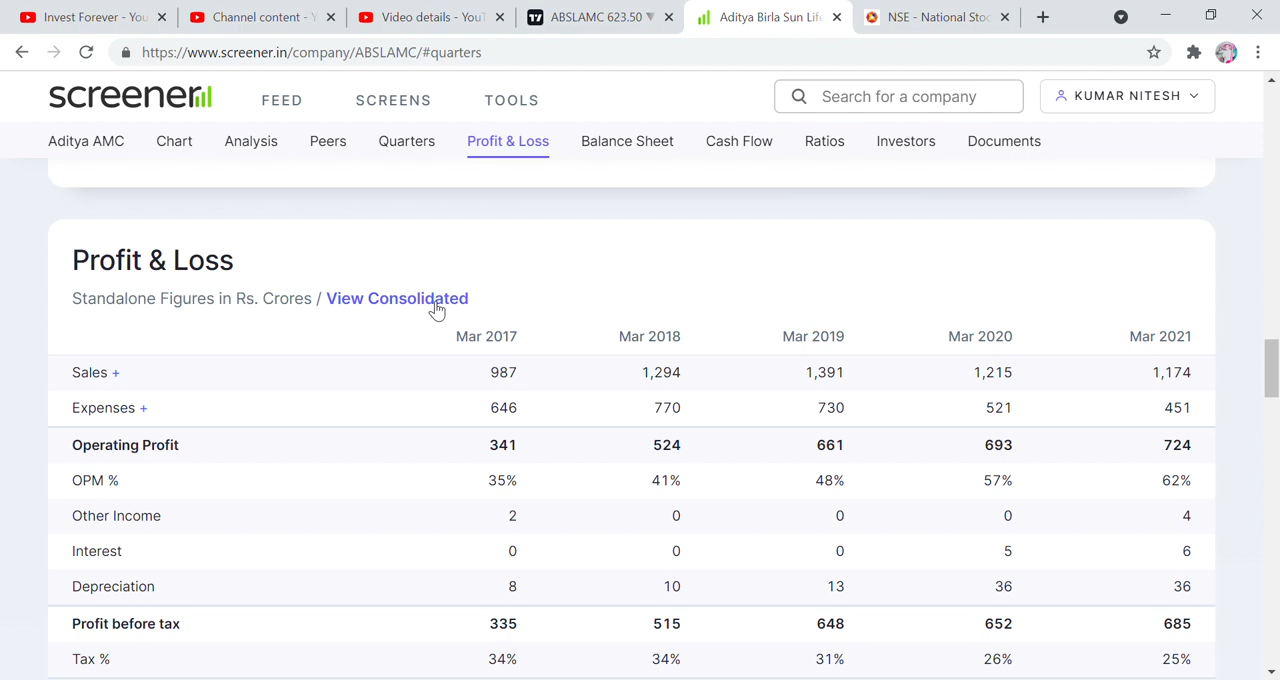 Invest Forever - You
Channel content - Y
Video details - YouT
ABSLAMC 623.50 ▼
Aditya Birla Sun Life
NSE - National Stoc
https://www.screener.in/company/ABSLAMC/#quarters
screener
FEED SCREENS TOOLS
Search for a company
KUMAR NITESH
Aditya AMC Chart Analysis Peers Quarters Profit & Loss Balance Sheet Cash Flow Ratios Investors Documents
Profit & Loss
Standalone Figures in Rs. Crores / View Consolidated
Mar 2017 Mar 2018 Mar 2019 Mar 2020 Mar 2021
Sales + 987 1,294 1,391 1,215 1,174
Expenses + 646 770 730 521 451
Operating Profit 341 524 661 693 724
OPM % 35% 41% 48% 57% 62%
Other Income 2 0 0 0 4
Interest 0 0 0 5 6
Depreciation 8 10 13 36 36
Profit before tax 335 515 648 652 685
Tax % 34% 34% 31% 26% 25%